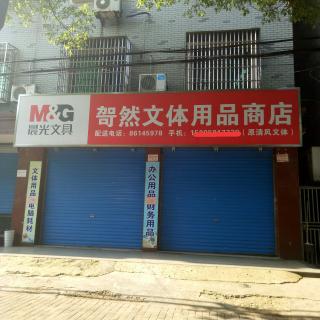 M&G
晨光文具
贺然文体用品商店
配送电话：86145978 手机：（原清风文体）
文体用品
电脑耗材
办公用品
财务用品